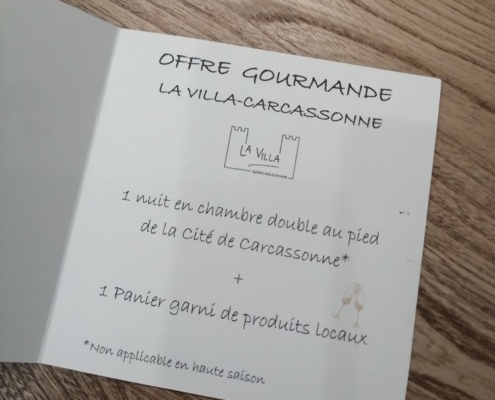 OFFRE GOURMANDE
LA VILLA-CARCASSONNE
LA VILLA
CARCASSONNE
1 nuit en chambre double au pied
de la Cité de Carcassonne*
+
1 Panier garni de produits locaux
*Non applicable en haute saison